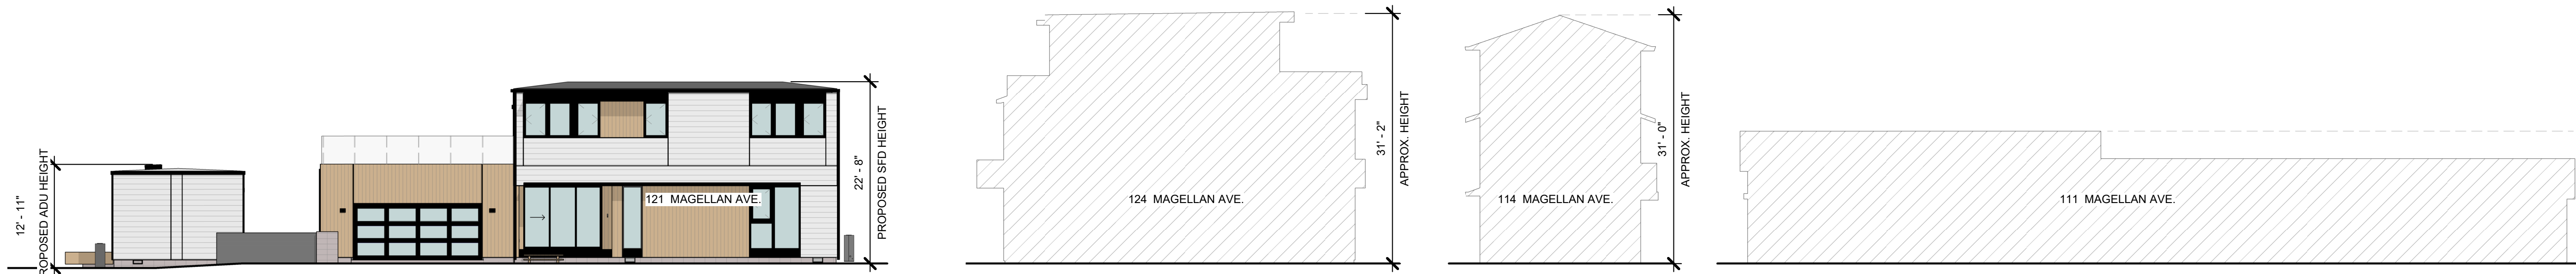 12' - 11"
ROPOSED ADU HEIGHT
121 MAGELLAN AVE.
22' - 8"
PROPOSED SFD HEIGHT
124 MAGELLAN AVE.
31' - 2"
APPROX. HEIGHT
114 MAGELLAN AVE.
31' - 0"
APPROX. HEIGHT
111 MAGELLAN AVE.